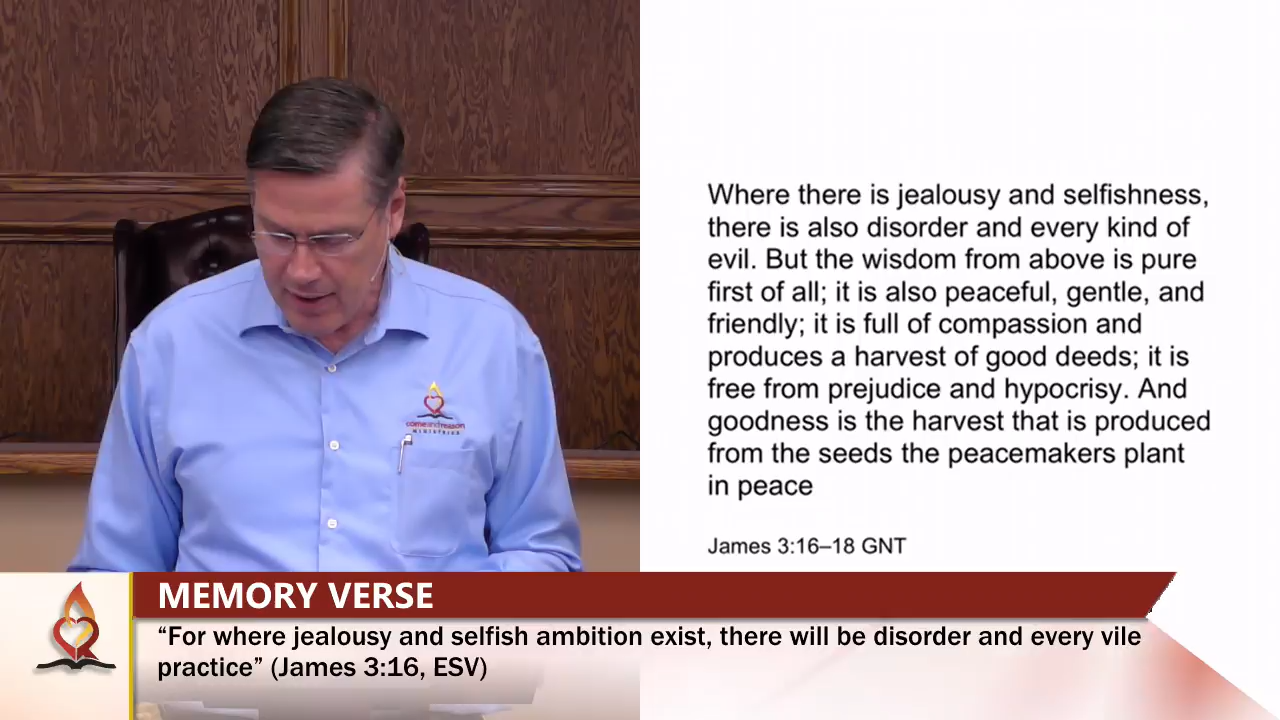 come and reason
MINISTRIES
Where there is jealousy and selfishness,
there is also disorder and every kind of
evil. But the wisdom from above is pure
first of all; it is also peaceful, gentle, and
friendly; it is full of compassion and
produces a harvest of good deeds; it is
free from prejudice and hypocrisy. And
goodness is the harvest that is produced
from the seeds the peacemakers plant
in peace
James 3:16–18 GNT
MEMORY VERSE
“For where jealousy and selfish ambition exist, there will be disorder and every vile
practice” (James 3:16, ESV)